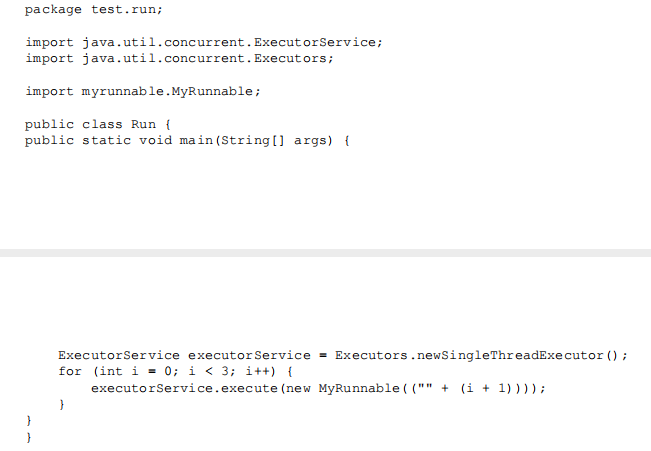 package test.run;
import java.util.concurrent.ExecutorService;
import java.util.concurrent.Executors;
import myrunnable.MyRunnable;
public class Run {
public static void main(String[] args) {
ExecutorService executorService = Executors.newSingleThreadExecutor();
for (int i = 0; i < 3; i++) {
executorService.execute(new MyRunnable(("" + (i + 1))));
}
}
}